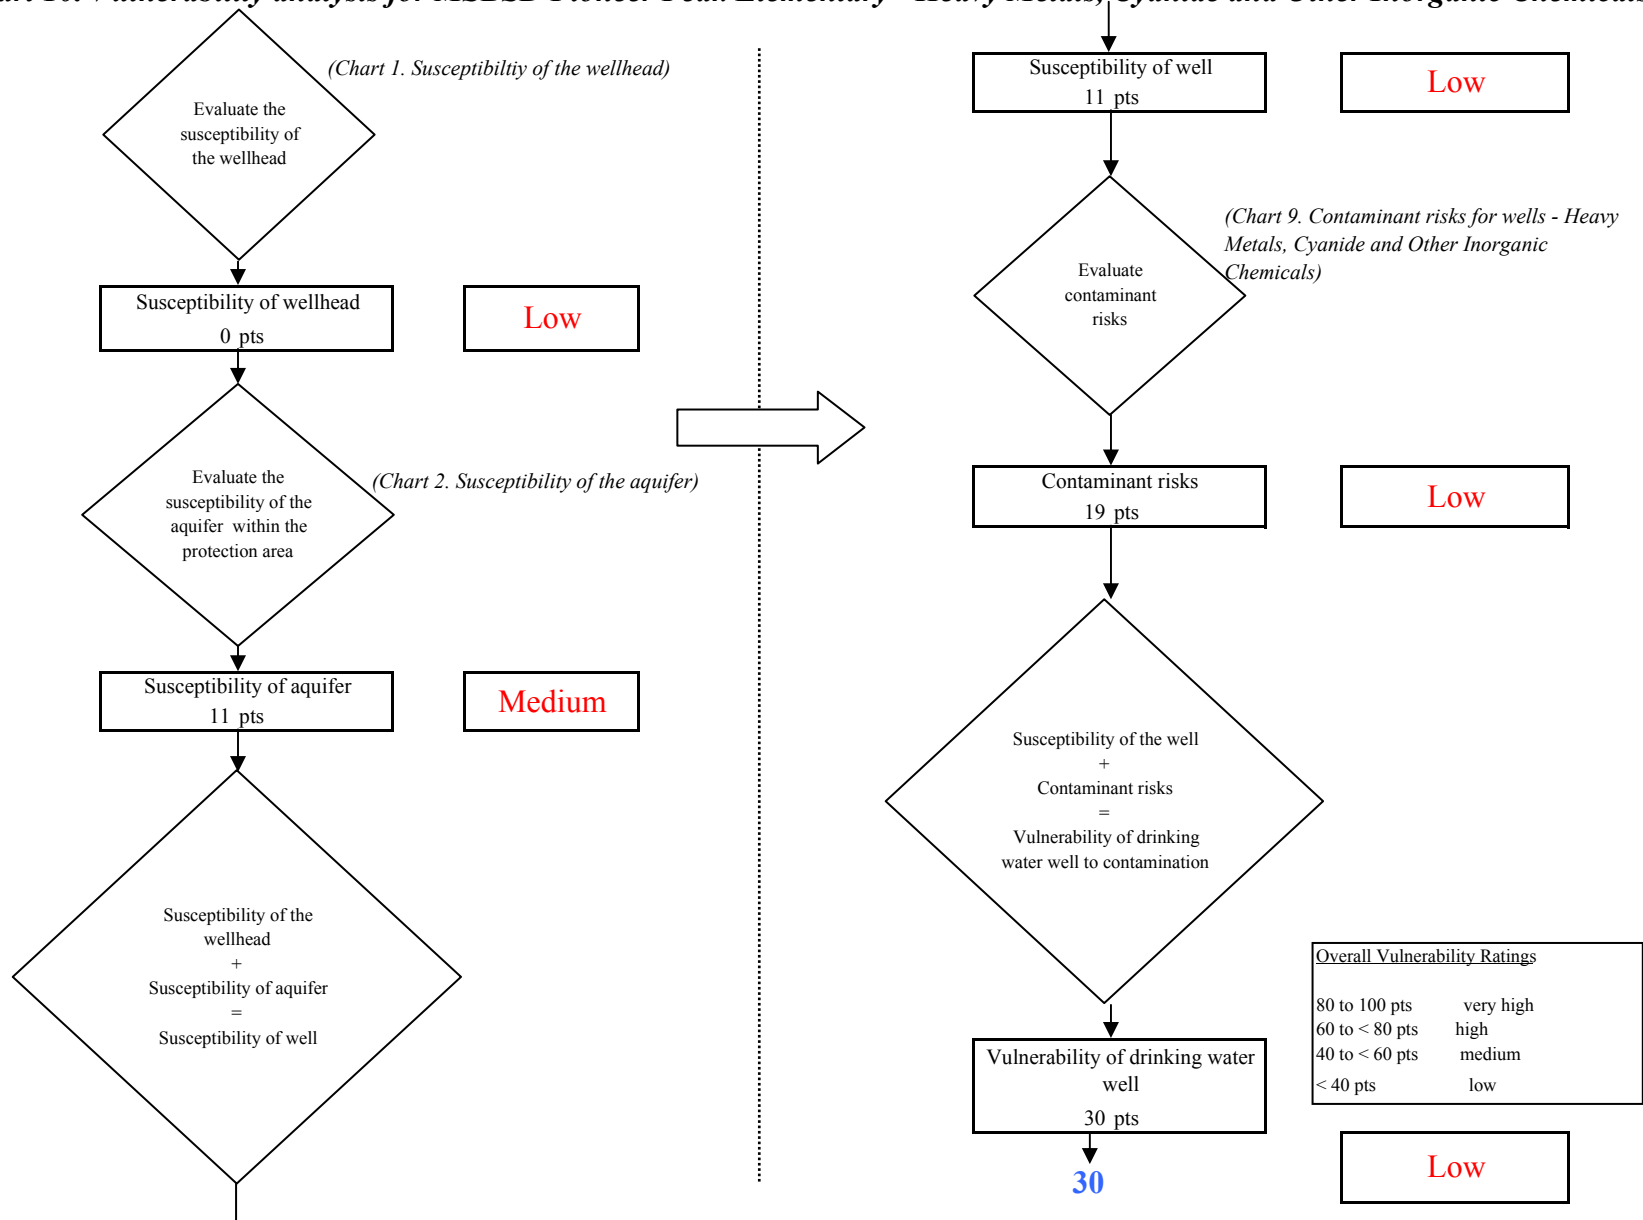 (Chart 1. Susceptibiltiy of the wellhead)
Evaluate the
susceptibility of
the wellhead
Susceptibility of wellhead
0 pts
Low
Evaluate the
susceptibility of the
aquifer within the
protection area
(Chart 2. Susceptibility of the aquifer)
Susceptibility of aquifer
11 pts
Medium
Susceptibility of the
wellhead
+
Susceptibility of aquifer
=
Susceptibility of well
Susceptibility of well
11 pts
Low
(Chart 9. Contaminant risks for wells - Heavy
Metals, Cyanide and Other Inorganic
Chemicals)
Evaluate
contaminant
risks
Contaminant risks
19 pts
Low
Susceptibility of the well
+
Contaminant risks
=
Vulnerability of drinking
water well to contamination
Overall Vulnerability Ratings
80 to 100 pts very high
60 to < 80 pts high
40 to < 60 pts medium
< 40 pts low
Vulnerability of drinking water
well
30 pts
30
Low